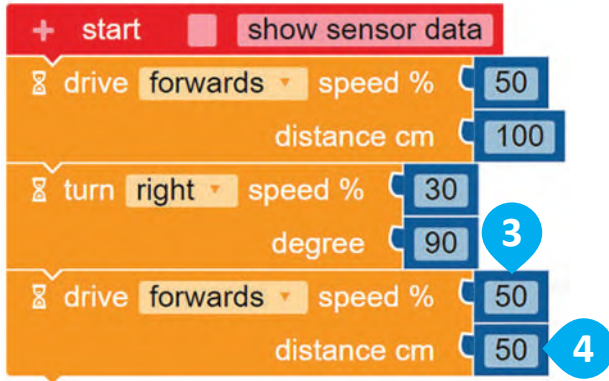 + start show sensor data
drive forwards speed % 50
distance cm 100
turn right speed % 30
degree 90
3
drive forwards speed % 50
distance cm 50
4